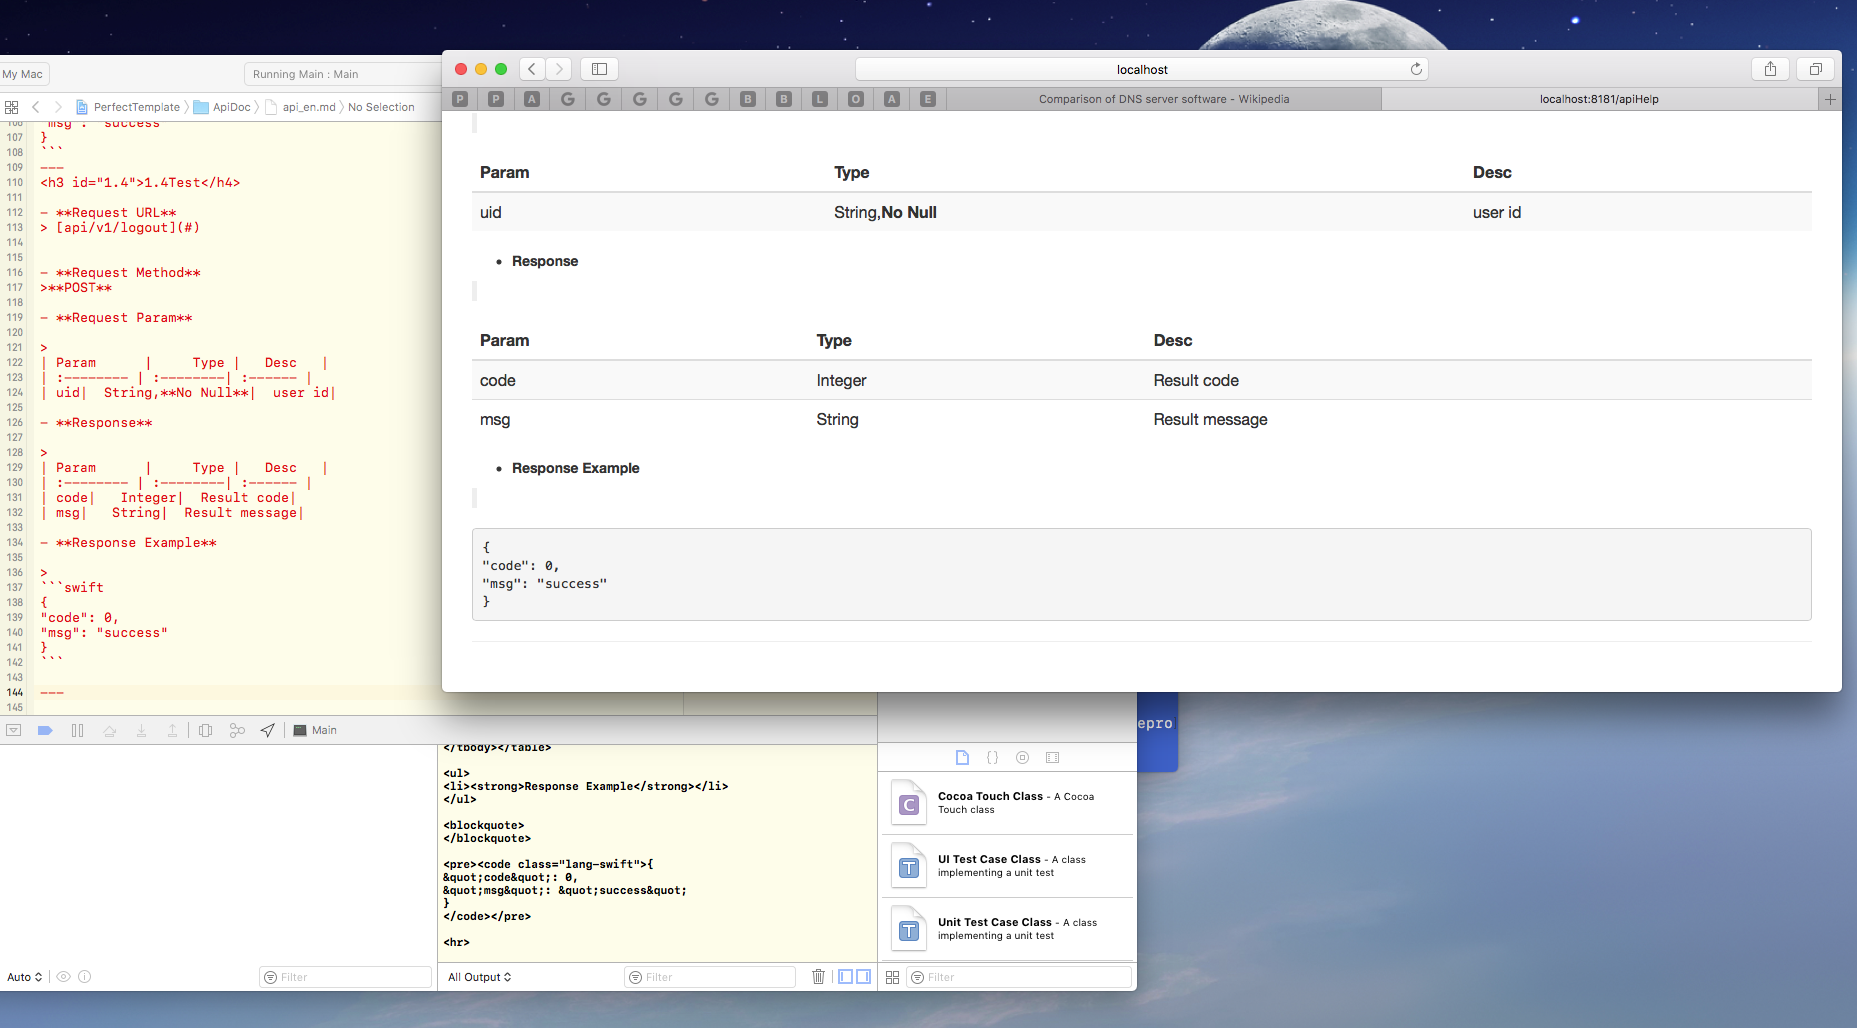 My Mac
Running Main : Main
PerfectTemplate
ApiDoc
api_en.md
No Selection
106 "msg": "success"
107 }
108 ```
109 ---
110 <h3 id="1.4">1.4Test</h4>
111
112 - **Request URL**
113 > [api/v1/logout](#)
114
115
116 - **Request Method**
117 >**POST**
118
119 - **Request Param**
120
121 >
122 | Param | Type | Desc |
123 | :-------- | :--------| :------ |
124 | uid| String,**No Null**| user id|
125
126 - **Response**
127
128 >
129 | Param | Type | Desc |
130 | :-------- | :--------| :------ |
131 | code| Integer| Result code|
132 | msg| String| Result message|
133
134 - **Response Example**
135
136 >
137 ```swift
138 {
139 "code": 0,
140 "msg": "success"
141 }
142 ```
143
144 ---
145
localhost
P P A G G G G G B B L O A E
Comparison of DNS server software - Wikipedia
localhost:8181/apiHelp
Param Type Desc
uid String,No Null user id
• Response
Param Type Desc
code Integer Result code
msg String Result message
• Response Example
{
"code": 0,
"msg": "success"
}
epro
Main
</tbody></table>
<ul>
<li><strong>Response Example</strong></li>
</ul>
<blockquote>
</blockquote>
<pre><code class="lang-swift">{
&quot;code&quot;: 0,
&quot;msg&quot;: &quot;success&quot;
}
</code></pre>
<hr>
{}
C
Cocoa Touch Class - A Cocoa
Touch class
T
UI Test Case Class - A class
implementing a unit test
T
Unit Test Case Class - A class
implementing a unit test
Auto
Filter
All Output
Filter
Filter